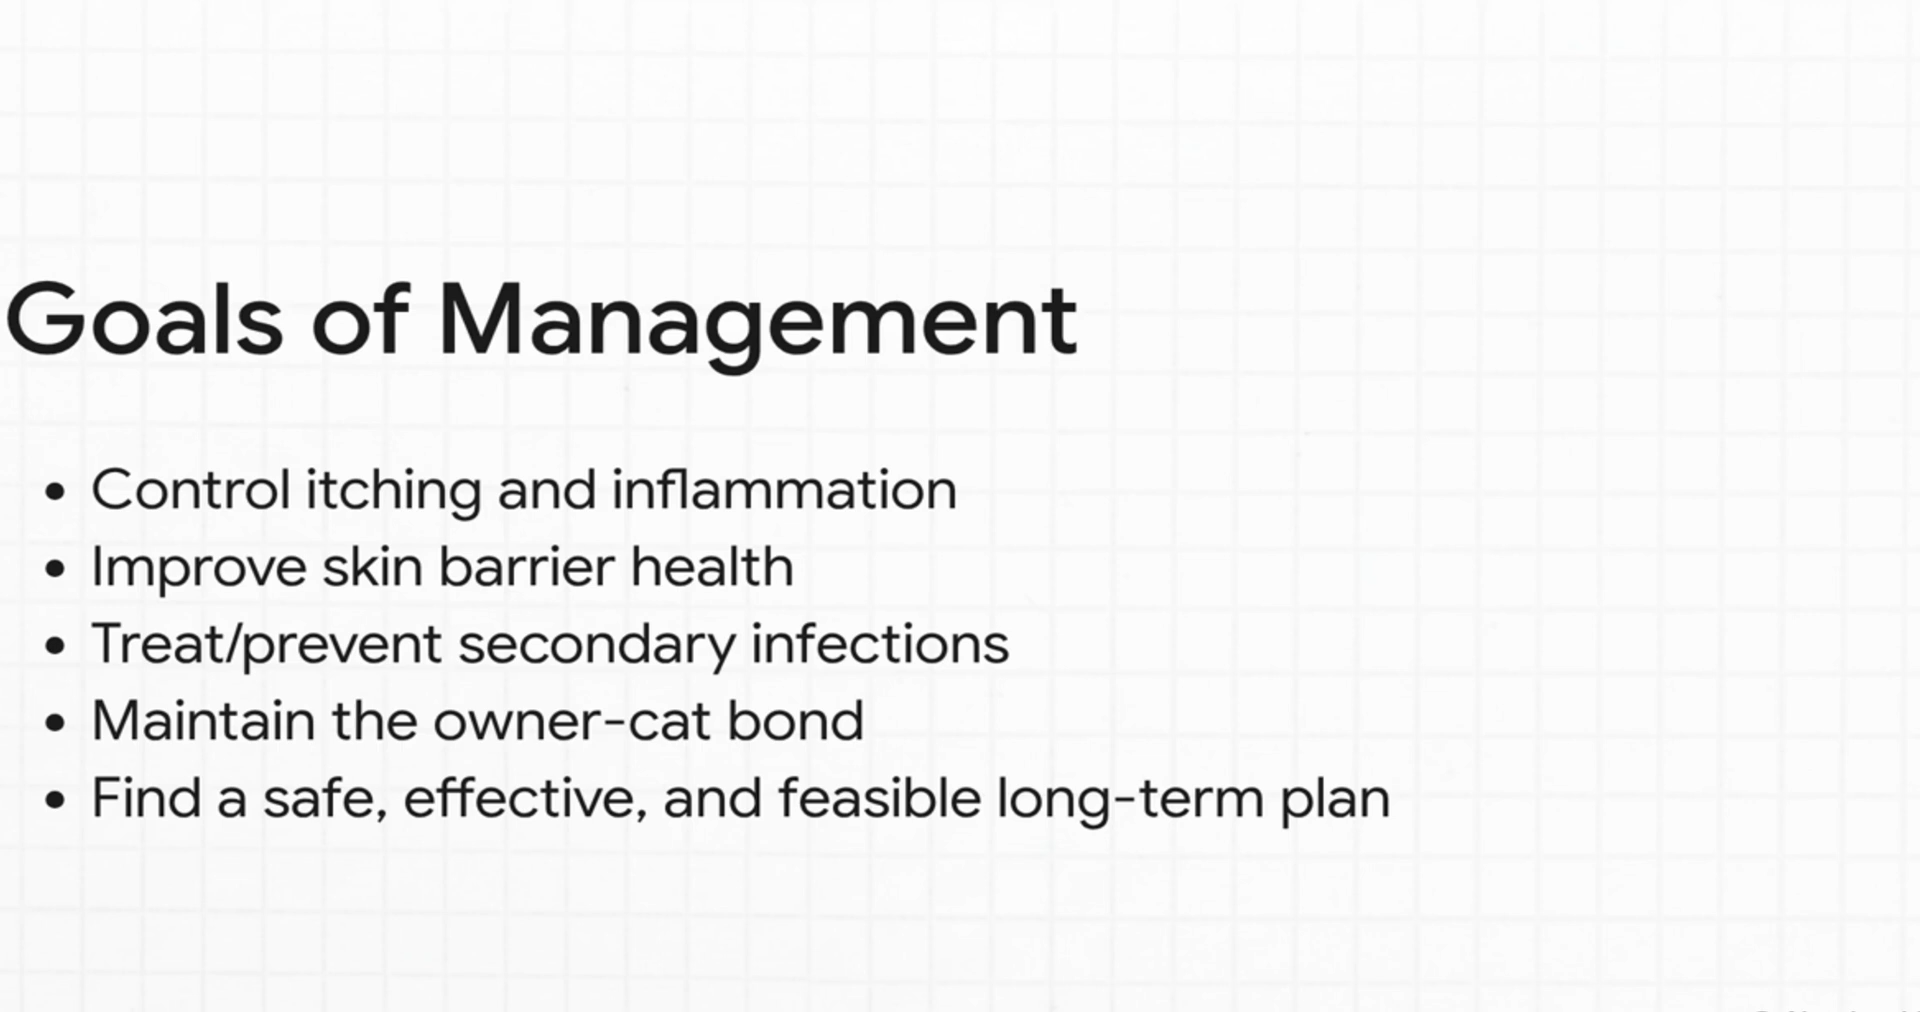 Goals of Management
• Control itching and inflammation
• Improve skin barrier health
• Treat/prevent secondary infections
• Maintain the owner-cat bond
• Find a safe, effective, and feasible long-term plan